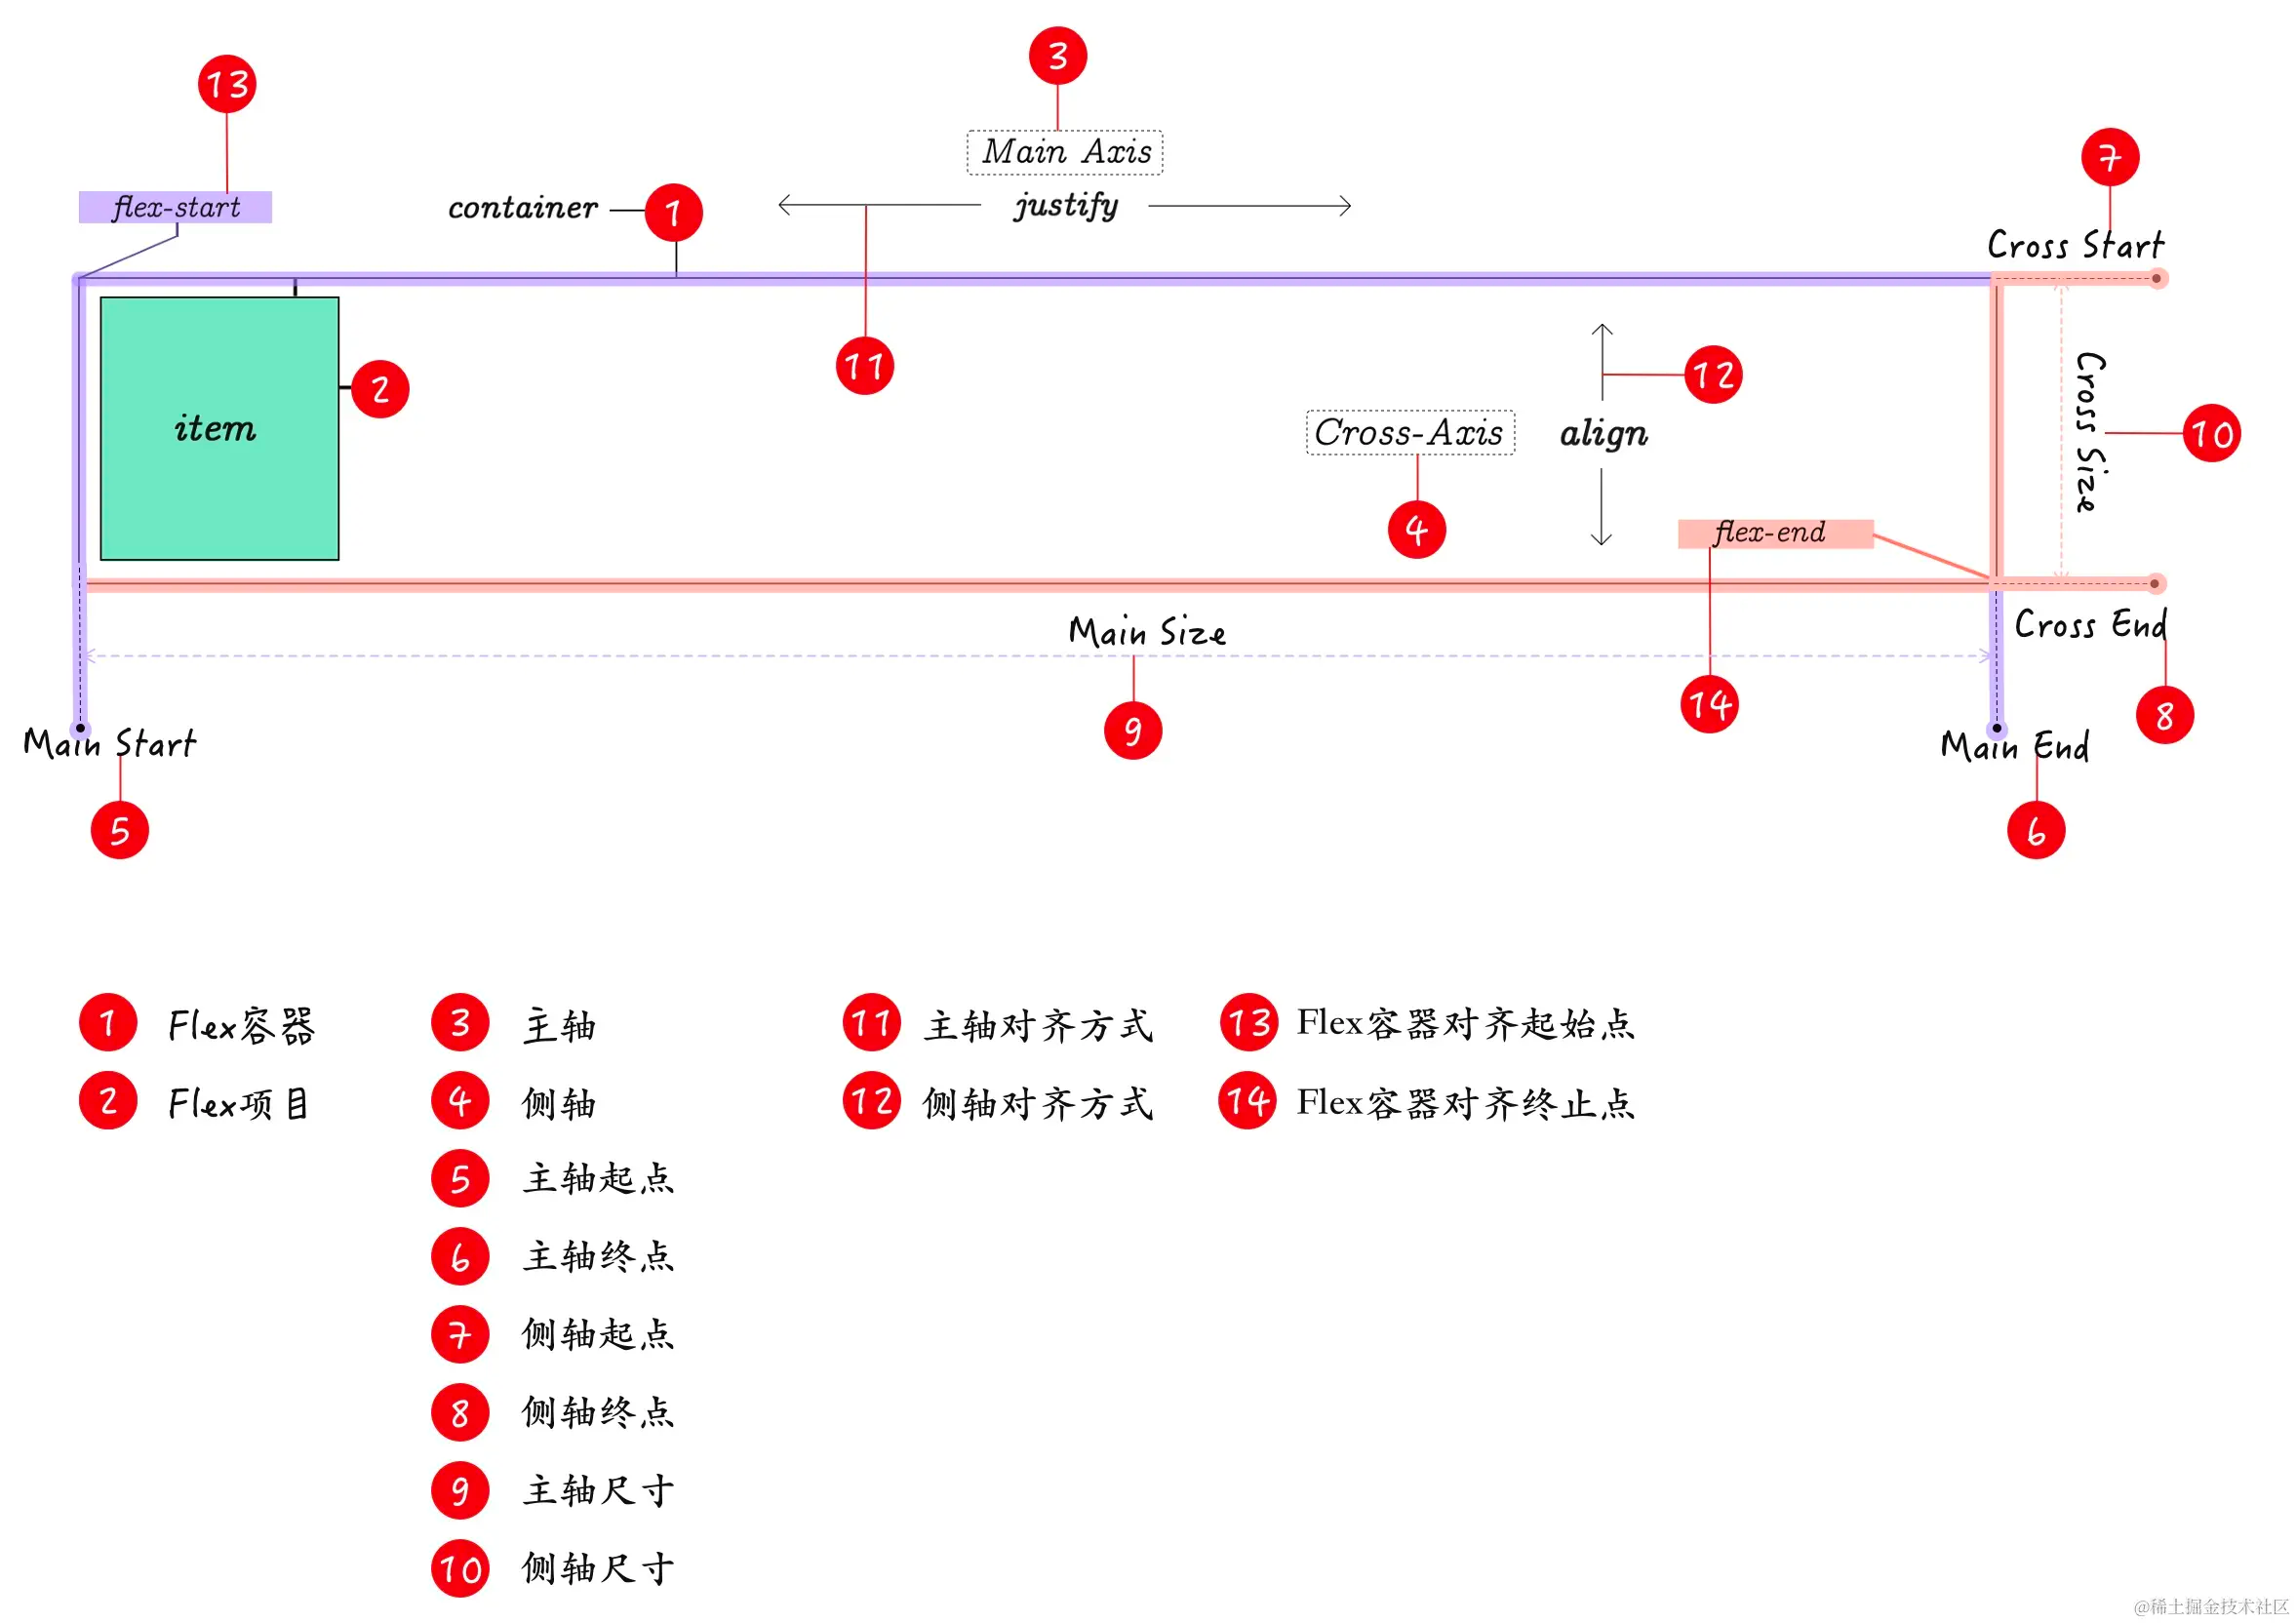 3
13
Main Axis
7
flex-start
container
1
justify
Cross Start
11
12
2
item
Cross-Axis
align
Cross Size
10
4
flex-end
Main Size
Cross End
14
8
9
Main Start
Main End
5
6
1 Flex容器
3 主轴
11 主轴对齐方式
13 Flex容器对齐起始点
2 Flex项目
4 侧轴
12 侧轴对齐方式
14 Flex容器对齐终止点
5 主轴起点
6 主轴终点
7 侧轴起点
8 侧轴终点
9 主轴尺寸
10 侧轴尺寸
@稀土掘金技术社区